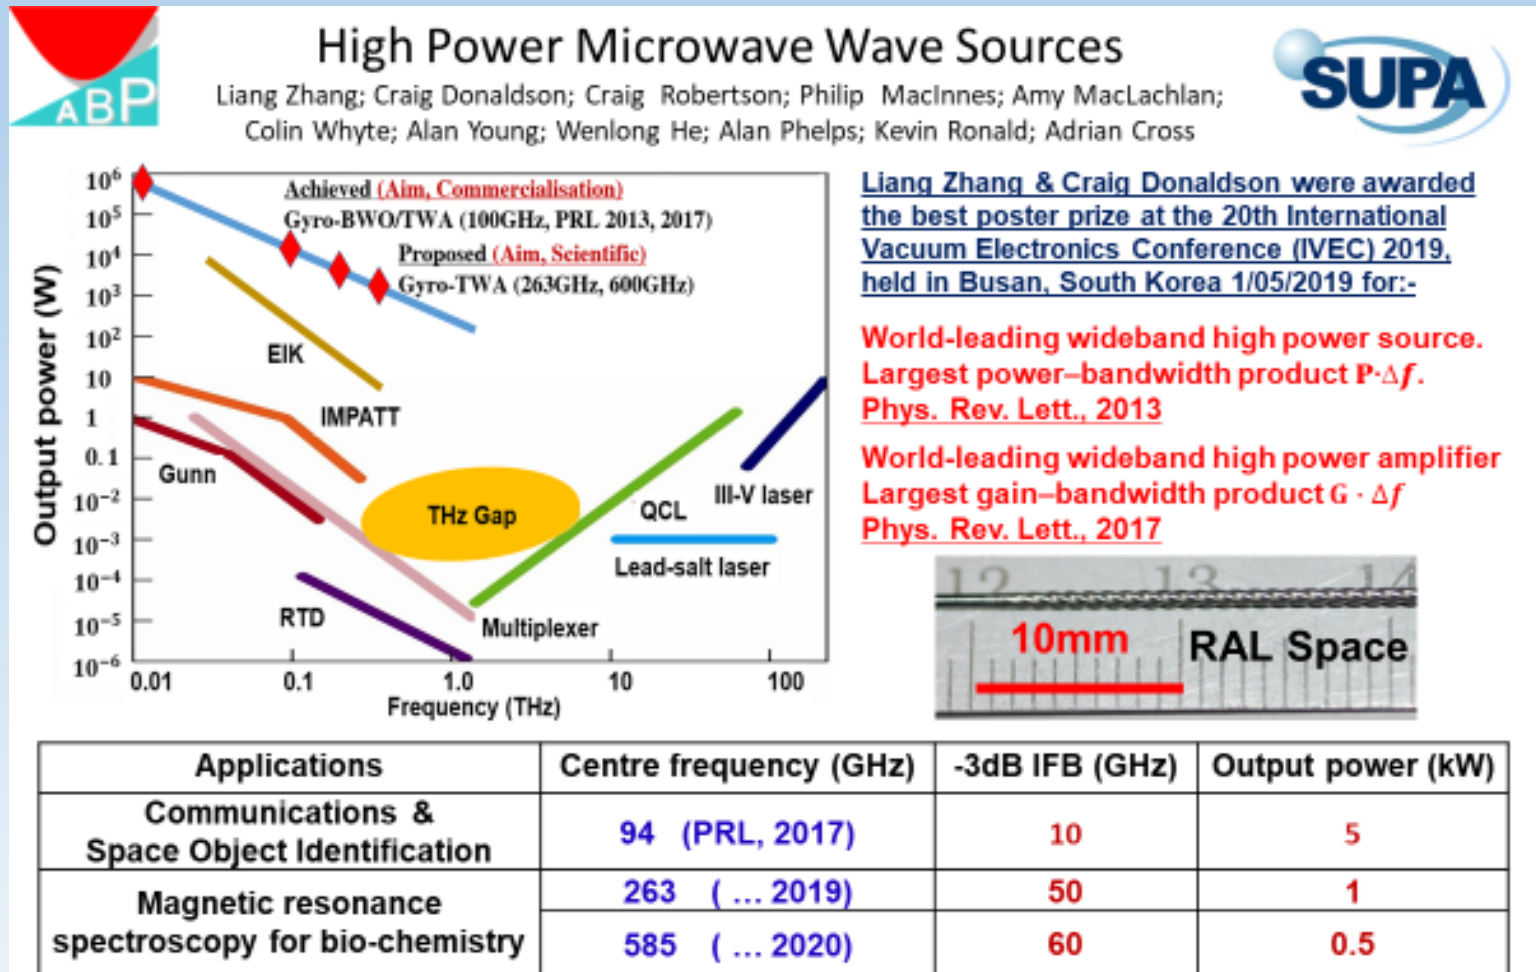 ABP
High Power Microwave Wave Sources
SUPA
Liang Zhang; Craig Donaldson; Craig Robertson; Philip MacInnes; Amy MacLachlan;
Colin Whyte; Alan Young; Wenlong He; Alan Phelps; Kevin Ronald; Adrian Cross
Output power (W)
10⁶
10⁵
10⁴
10³
10²
10
1
0.1
10⁻²
10⁻³
10⁻⁴
10⁻⁵
10⁻⁶
Achieved (Aim, Commercialisation)
Gyro-BWO/TWA (100GHz, PRL 2013, 2017)
Proposed (Aim, Scientific)
Gyro-TWA (263GHz, 600GHz)
EIK
IMPATT
Gunn
THz Gap
QCL
III-V laser
Lead-salt laser
RTD
Multiplexer
0.01 0.1 1.0 10 100
Frequency (THz)
Liang Zhang & Craig Donaldson were awarded
the best poster prize at the 20th International
Vacuum Electronics Conference (IVEC) 2019,
held in Busan, South Korea 1/05/2019 for:-
World-leading wideband high power source.
Largest power–bandwidth product P·Δf.
Phys. Rev. Lett., 2013
World-leading wideband high power amplifier
Largest gain–bandwidth product G · Δf
Phys. Rev. Lett., 2017
12 13 14
10mm RAL Space
Applications Centre frequency (GHz) -3dB IFB (GHz) Output power (kW)
Communications &
Space Object Identification
94 (PRL, 2017) 10 5
Magnetic resonance
spectroscopy for bio-chemistry
263 ( … 2019) 50 1
585 ( … 2020) 60 0.5